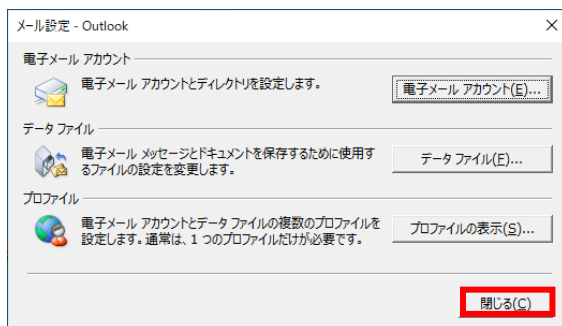 メール設定 - Outlook
電子メール アカウント
電子メール アカウントとディレクトリを設定します。
電子メール アカウント(E)...
データ ファイル
電子メール メッセージとドキュメントを保存するために使用す
るファイルの設定を変更します。
データ ファイル(F)...
プロファイル
電子メール アカウントとデータ ファイルの複数のプロファイルを
設定します。通常は、1 つのプロファイルだけが必要です。
プロファイルの表示(S)...
閉じる(C)